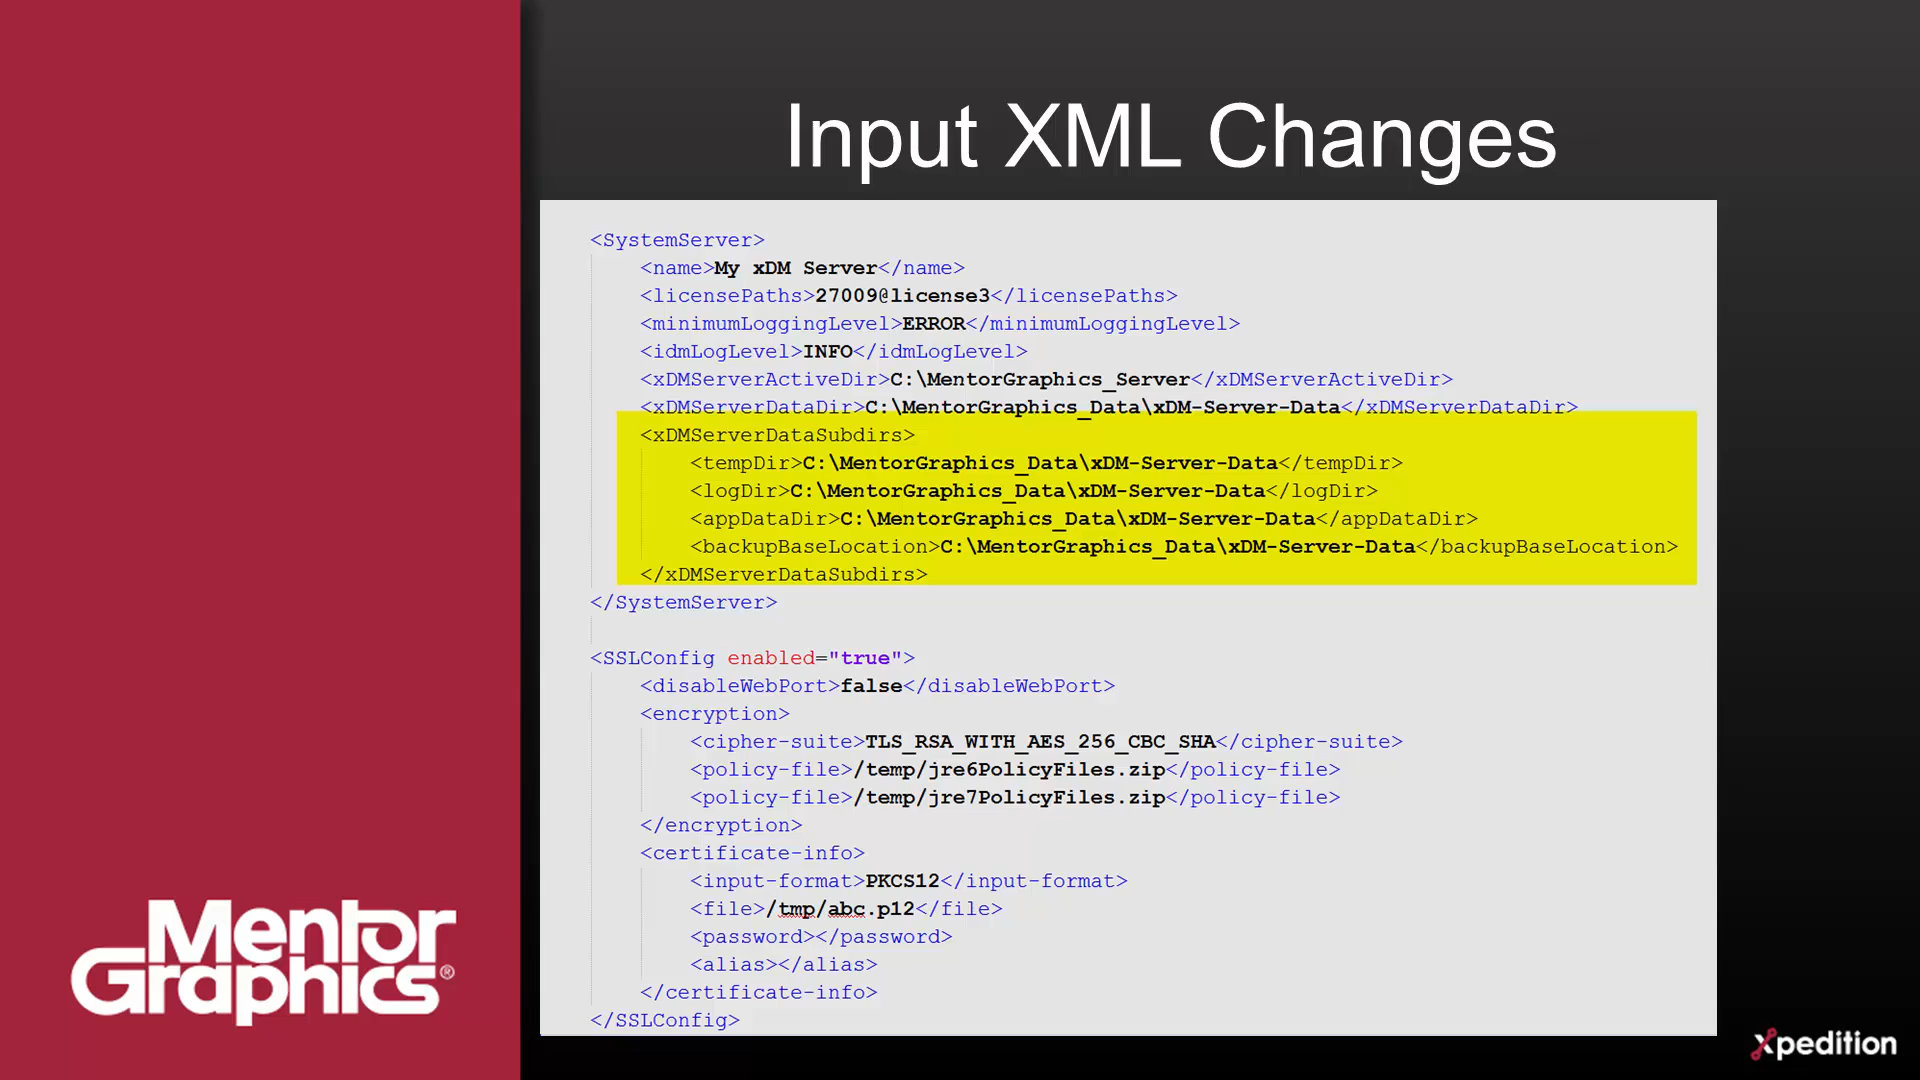 Input XML Changes
<SystemServer>
<name>My xDM Server</name>
<licensePaths>27009@license3</licensePaths>
<minimumLoggingLevel>ERROR</minimumLoggingLevel>
<idmLogLevel>INFO</idmLogLevel>
<xDMServerActiveDir>C:\MentorGraphics_Server</xDMServerActiveDir>
<xDMServerDataDir>C:\MentorGraphics_Data\xDM-Server-Data</xDMServerDataDir>
<xDMServerDataSubdirs>
<tempDir>C:\MentorGraphics_Data\xDM-Server-Data</tempDir>
<logDir>C:\MentorGraphics_Data\xDM-Server-Data</logDir>
<appDataDir>C:\MentorGraphics_Data\xDM-Server-Data</appDataDir>
<backupBaseLocation>C:\MentorGraphics_Data\xDM-Server-Data</backupBaseLocation>
</xDMServerDataSubdirs>
</SystemServer>
<SSLConfig enabled="true">
<disableWebPort>false</disableWebPort>
<encryption>
<cipher-suite>TLS_RSA_WITH_AES_256_CBC_SHA</cipher-suite>
<policy-file>/temp/jre6PolicyFiles.zip</policy-file>
<policy-file>/temp/jre7PolicyFiles.zip</policy-file>
</encryption>
<certificate-info>
<input-format>PKCS12</input-format>
<file>/tmp/abc.p12</file>
<password></password>
<alias></alias>
</certificate-info>
</SSLConfig>
Mentor
Graphics®
Xpedition